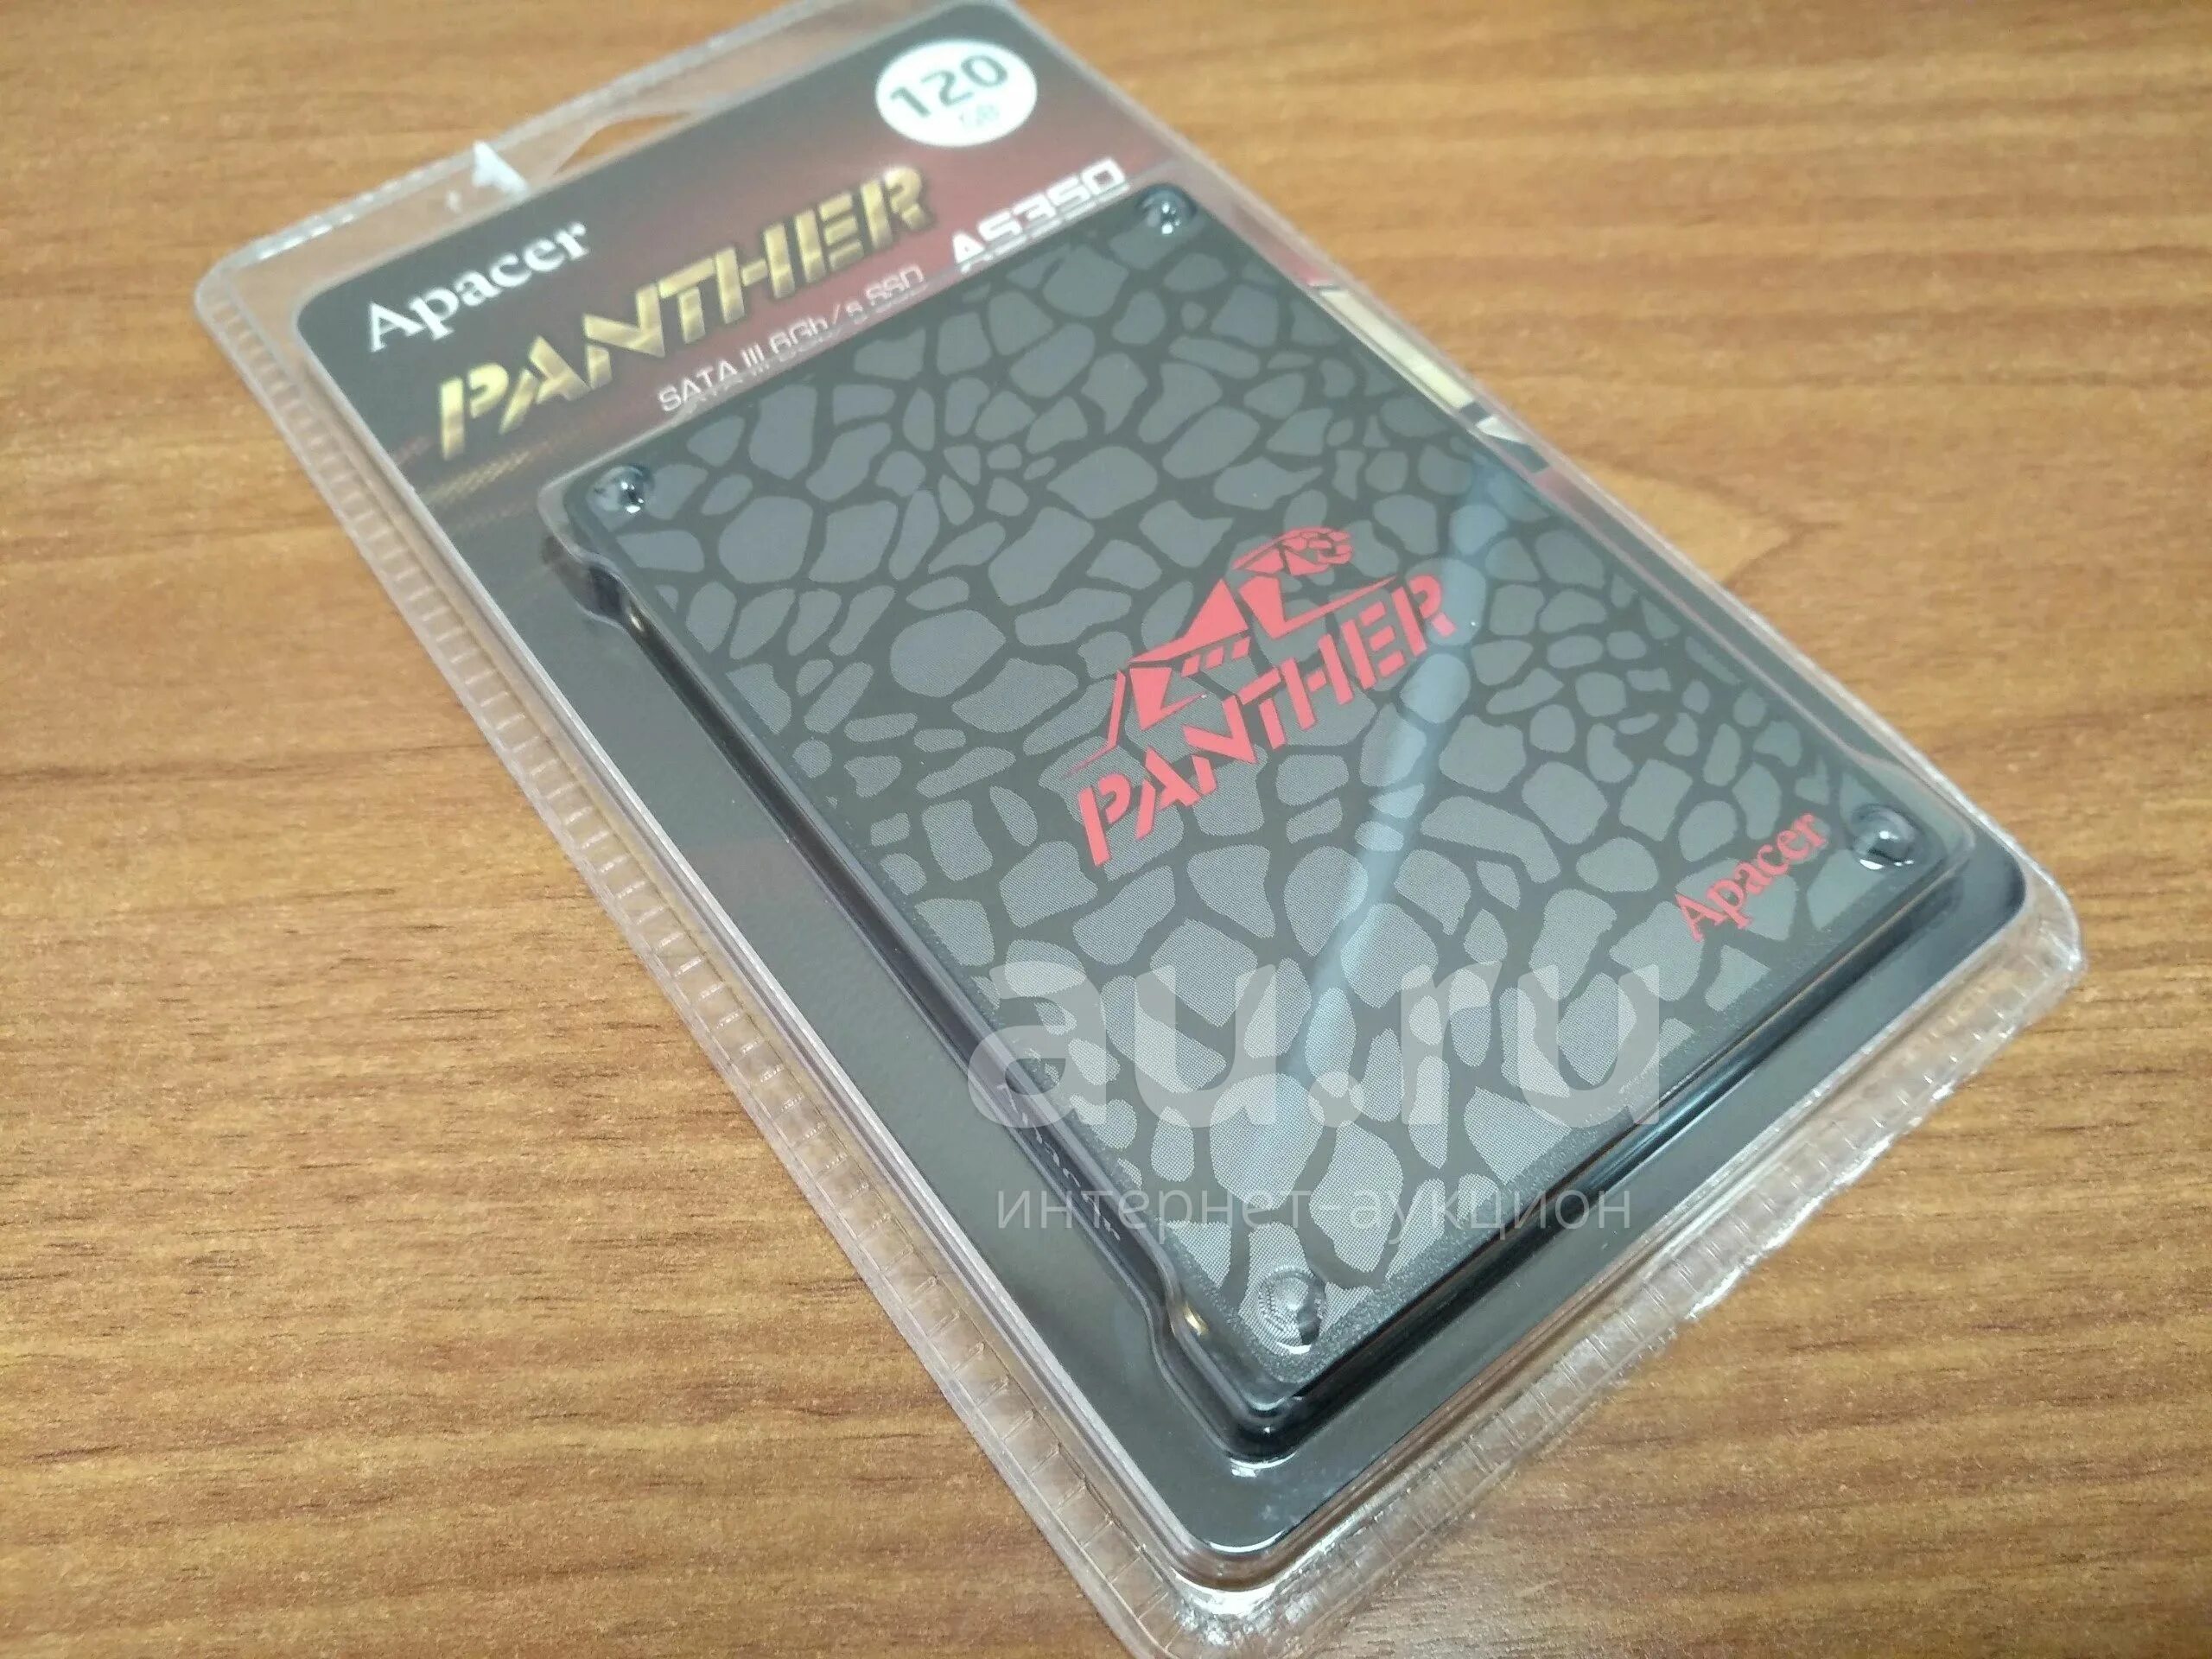 120
GB
Apacer
PANTHER
SATA III 6Gb/s SSD AS350
PANTHER
Apacer
au.ru
интернет-аукцион